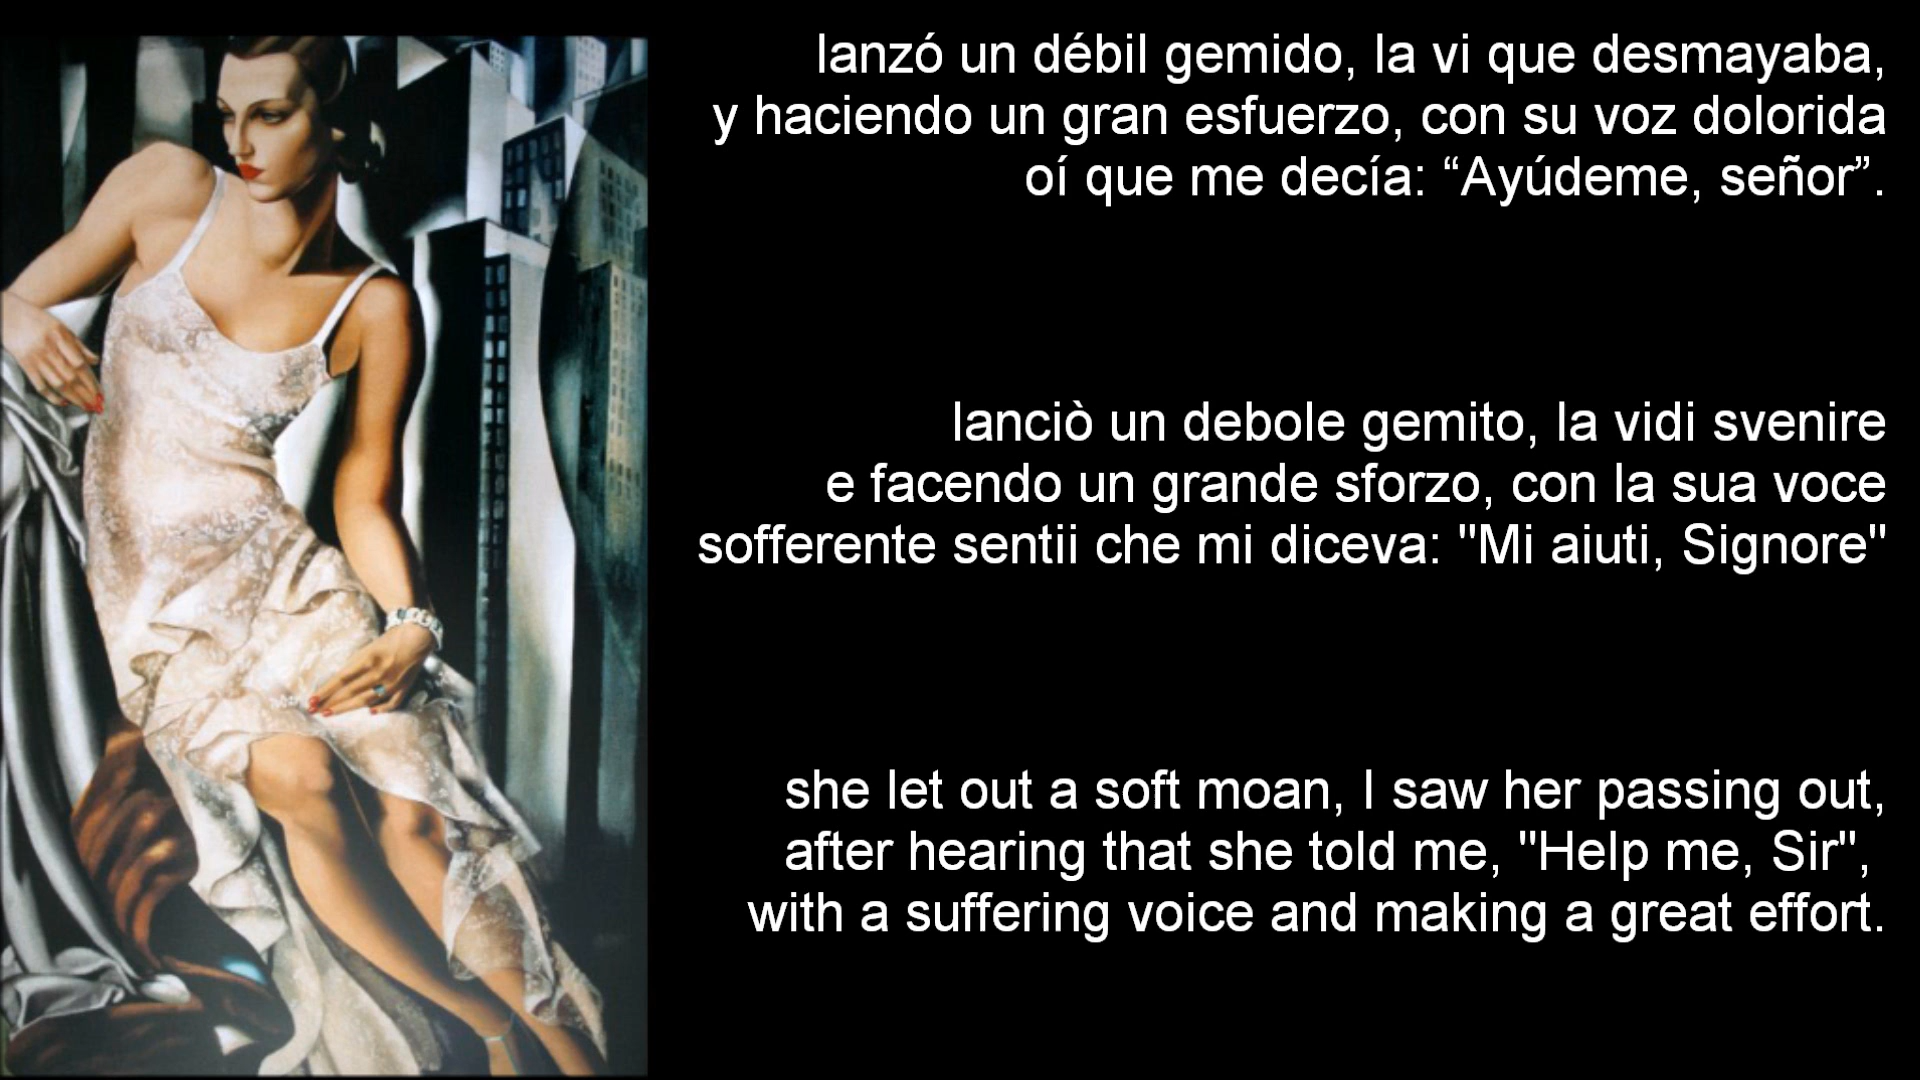 lanzó un débil gemido, la vi que desmayaba,
y haciendo un gran esfuerzo, con su voz dolorida
oí que me decía: “Ayúdeme, señor”.
lanciò un debole gemito, la vidi svenire
e facendo un grande sforzo, con la sua voce
sofferente sentii che mi diceva: "Mi aiuti, Signore"
she let out a soft moan, I saw her passing out,
after hearing that she told me, "Help me, Sir",
with a suffering voice and making a great effort.